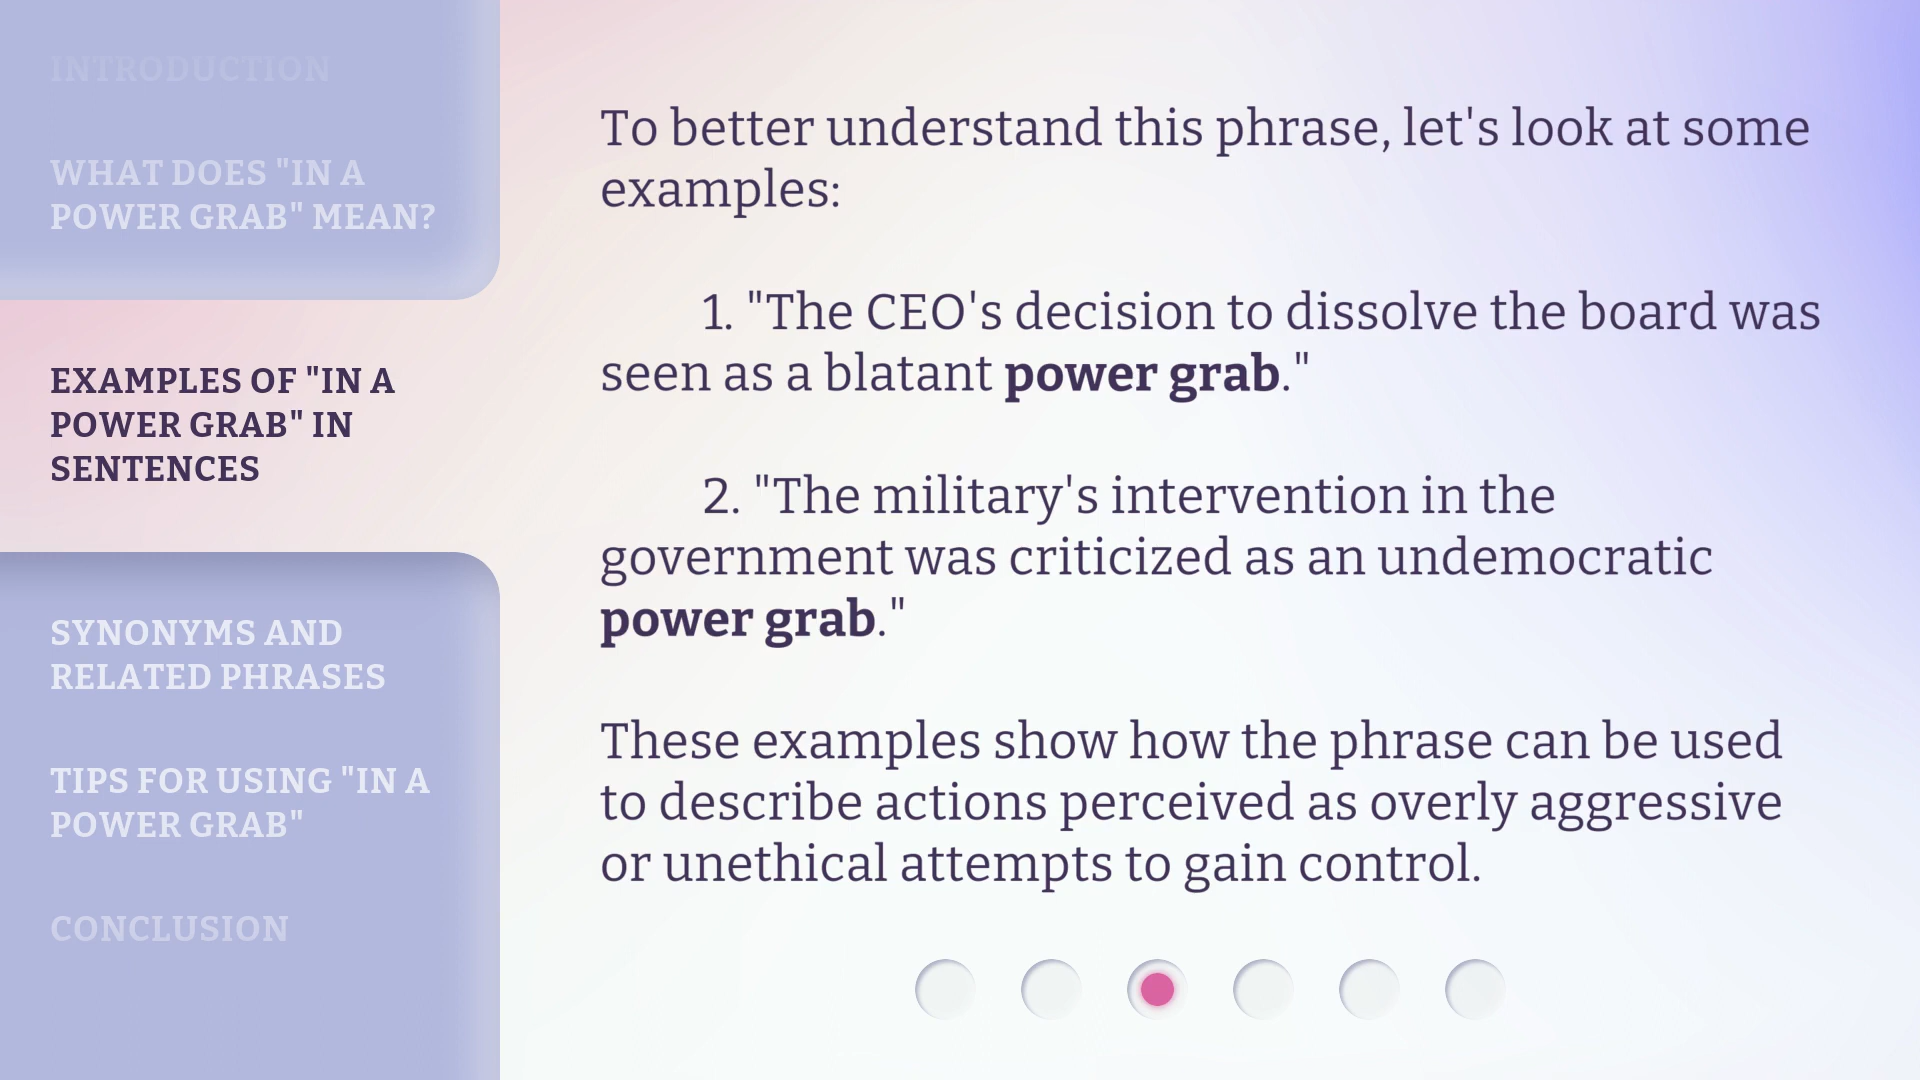 INTRODUCTION
WHAT DOES "IN A
POWER GRAB" MEAN?
EXAMPLES OF "IN A
POWER GRAB" IN
SENTENCES
SYNONYMS AND
RELATED PHRASES
TIPS FOR USING "IN A
POWER GRAB"
CONCLUSION
To better understand this phrase, let's look at some
examples:
1. "The CEO's decision to dissolve the board was
seen as a blatant power grab."
2. "The military's intervention in the
government was criticized as an undemocratic
power grab."
These examples show how the phrase can be used
to describe actions perceived as overly aggressive
or unethical attempts to gain control.